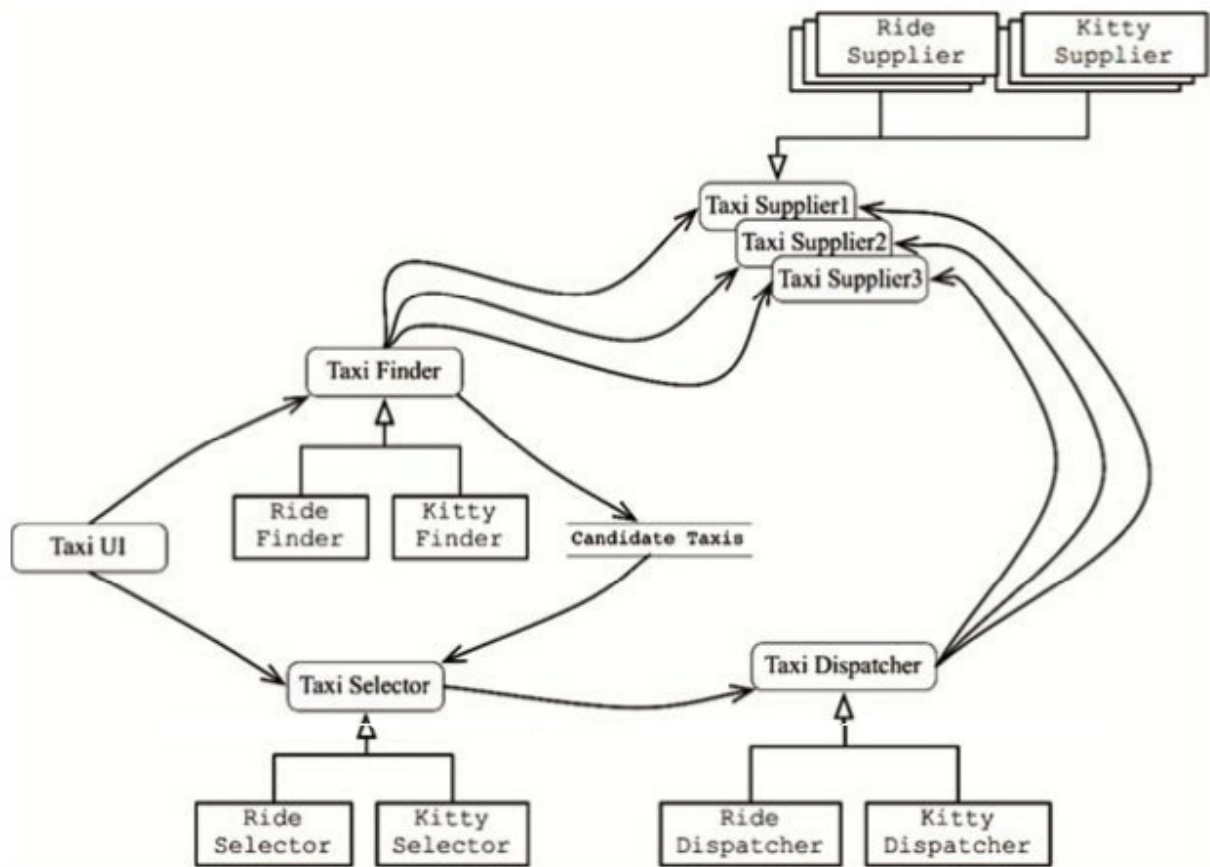 Ride
Supplier
Kitty
Supplier
Taxi Supplier1
Taxi Supplier2
Taxi Supplier3
Taxi Finder
Ride
Finder
Kitty
Finder
Taxi UI
Candidate Taxis
Taxi Selector
Taxi Dispatcher
Ride
Selector
Kitty
Selector
Ride
Dispatcher
Kitty
Dispatcher